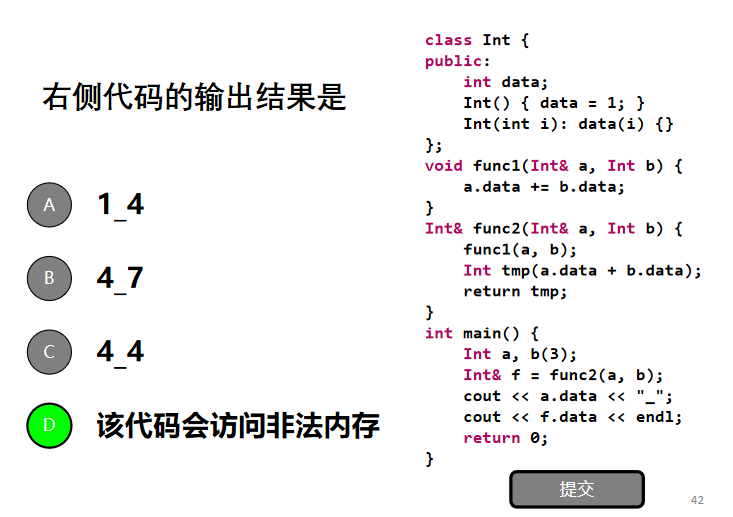 右侧代码的输出结果是
A 1_4
B 4_7
C 4_4
D 该代码会访问非法内存
class Int {
public:
    int data;
    Int() { data = 1; }
    Int(int i): data(i) {}
};
void func1(Int& a, Int b) {
    a.data += b.data;
}
Int& func2(Int& a, Int b) {
    func1(a, b);
    Int tmp(a.data + b.data);
    return tmp;
}
int main() {
    Int a, b(3);
    Int& f = func2(a, b);
    cout << a.data << "_";
    cout << f.data << endl;
    return 0;
}
提交
42